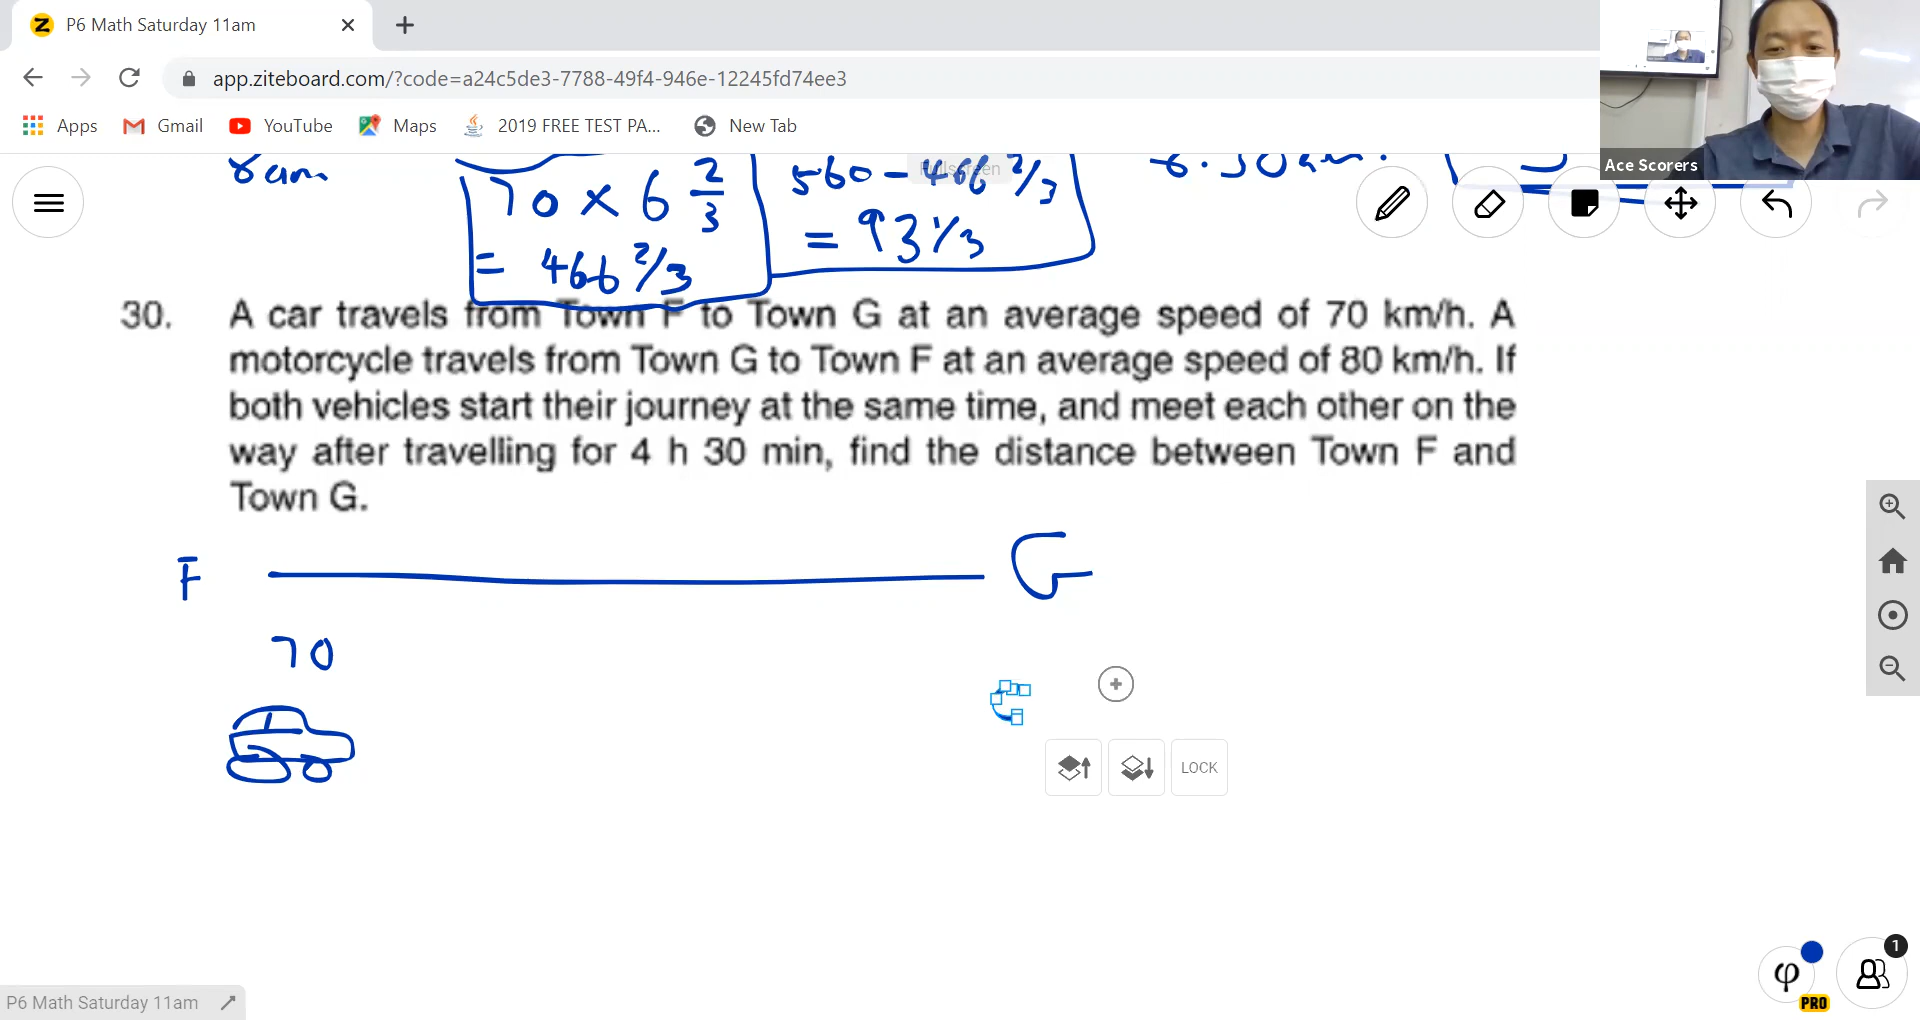 P6 Math Saturday 11am
app.ziteboard.com/?code=a24c5de3-7788-49f4-946e-12245fd74ee3
Apps Gmail YouTube Maps 2019 FREE TEST PA... New Tab
Ace Scorers
Fullscreen
8am
70 × 6 2/3
= 466 2/3
560 - 466 2/3
= 93 1/3
30. A car travels from Town F to Town G at an average speed of 70 km/h. A
motorcycle travels from Town G to Town F at an average speed of 80 km/h. If
both vehicles start their journey at the same time, and meet each other on the
way after travelling for 4 h 30 min, find the distance between Town F and
Town G.
F G
70
LOCK
1
φ
PRO
P6 Math Saturday 11am